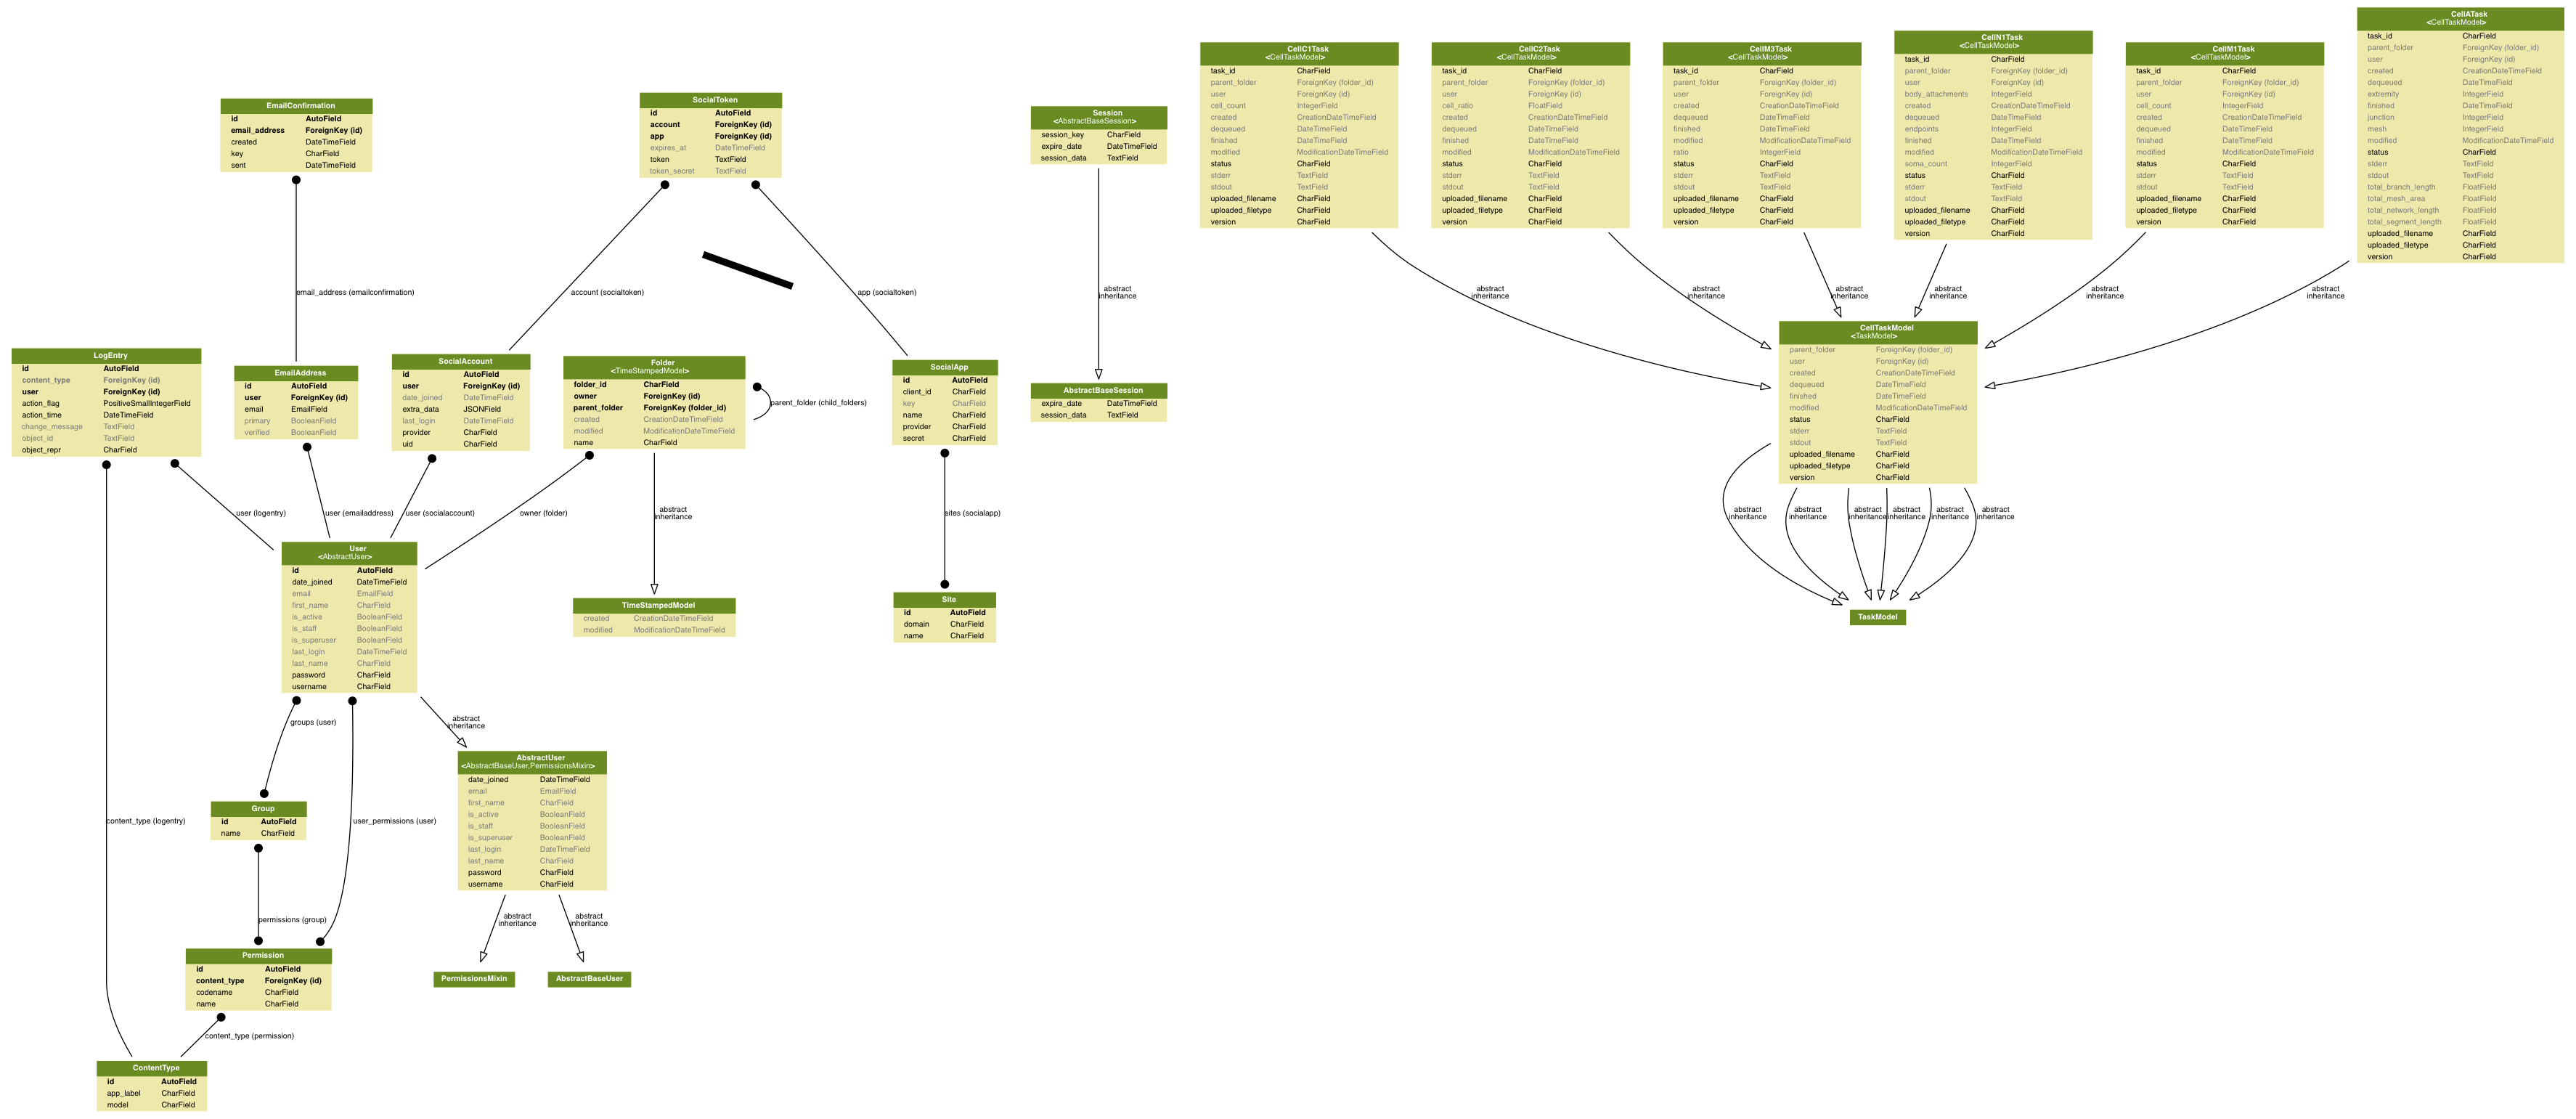 EmailConfirmation
id AutoField
email_address ForeignKey (id)
created DateTimeField
key CharField
sent DateTimeField
SocialToken
id AutoField
account ForeignKey (id)
app ForeignKey (id)
expires_at DateTimeField
token TextField
token_secret TextField
Session
<AbstractBaseSession>
session_key CharField
expire_date DateTimeField
session_data TextField
CellC1Task
<CellTaskModel>
task_id CharField
parent_folder ForeignKey (folder_id)
user ForeignKey (id)
cell_count IntegerField
created CreationDateTimeField
dequeued DateTimeField
finished DateTimeField
modified ModificationDateTimeField
status CharField
stderr TextField
stdout TextField
uploaded_filename CharField
uploaded_filetype CharField
version CharField
CellC2Task
<CellTaskModel>
task_id CharField
parent_folder ForeignKey (folder_id)
user ForeignKey (id)
cell_ratio FloatField
created CreationDateTimeField
dequeued DateTimeField
finished DateTimeField
modified ModificationDateTimeField
status CharField
stderr TextField
stdout TextField
uploaded_filename CharField
uploaded_filetype CharField
version CharField
CellM3Task
<CellTaskModel>
task_id CharField
parent_folder ForeignKey (folder_id)
user ForeignKey (id)
created CreationDateTimeField
dequeued DateTimeField
finished DateTimeField
modified ModificationDateTimeField
ratio IntegerField
status CharField
stderr TextField
stdout TextField
uploaded_filename CharField
uploaded_filetype CharField
version CharField
CellN1Task
<CellTaskModel>
task_id CharField
parent_folder ForeignKey (folder_id)
user ForeignKey (id)
body_attachments IntegerField
created CreationDateTimeField
dequeued DateTimeField
endpoints IntegerField
finished DateTimeField
modified ModificationDateTimeField
soma_count IntegerField
status CharField
stderr TextField
stdout TextField
uploaded_filename CharField
uploaded_filetype CharField
version CharField
CellM1Task
<CellTaskModel>
task_id CharField
parent_folder ForeignKey (folder_id)
user ForeignKey (id)
cell_count IntegerField
created CreationDateTimeField
dequeued DateTimeField
finished DateTimeField
modified ModificationDateTimeField
status CharField
stderr TextField
stdout TextField
uploaded_filename CharField
uploaded_filetype CharField
version CharField
CellATask
<CellTaskModel>
task_id CharField
parent_folder ForeignKey (folder_id)
user ForeignKey (id)
created CreationDateTimeField
dequeued DateTimeField
extremity IntegerField
finished DateTimeField
junction IntegerField
mesh IntegerField
modified ModificationDateTimeField
status CharField
stderr TextField
stdout TextField
total_branch_length FloatField
total_mesh_area FloatField
total_network_length FloatField
total_segment_length FloatField
uploaded_filename CharField
uploaded_filetype CharField
version CharField
email_address (emailconfirmation)
account (socialtoken)
app (socialtoken)
abstract
inheritance
abstract
inheritance
abstract
inheritance
abstract
inheritance
abstract
inheritance
abstract
inheritance
abstract
inheritance
LogEntry
id AutoField
content_type ForeignKey (id)
user ForeignKey (id)
action_flag PositiveSmallIntegerField
action_time DateTimeField
change_message TextField
object_id TextField
object_repr CharField
EmailAddress
id AutoField
user ForeignKey (id)
email EmailField
primary BooleanField
verified BooleanField
SocialAccount
id AutoField
user ForeignKey (id)
date_joined DateTimeField
extra_data JSONField
last_login DateTimeField
provider CharField
uid CharField
Folder
<TimeStampedModel>
folder_id CharField
owner ForeignKey (id)
parent_folder ForeignKey (folder_id)
created CreationDateTimeField
modified ModificationDateTimeField
name CharField
parent_folder (child_folders)
SocialApp
id AutoField
client_id CharField
key CharField
name CharField
provider CharField
secret CharField
AbstractBaseSession
expire_date DateTimeField
session_data TextField
CellTaskModel
<TaskModel>
parent_folder ForeignKey (folder_id)
user ForeignKey (id)
created CreationDateTimeField
dequeued DateTimeField
finished DateTimeField
modified ModificationDateTimeField
status CharField
stderr TextField
stdout TextField
uploaded_filename CharField
uploaded_filetype CharField
version CharField
user (logentry)
user (emailaddress)
user (socialaccount)
owner (folder)
abstract
inheritance
sites (socialapp)
abstract
inheritance
abstract
inheritance
abstract
inheritance
abstract
inheritance
abstract
inheritance
abstract
inheritance
User
<AbstractUser>
id AutoField
date_joined DateTimeField
email EmailField
first_name CharField
is_active BooleanField
is_staff BooleanField
is_superuser BooleanField
last_login DateTimeField
last_name CharField
password CharField
username CharField
TimeStampedModel
created CreationDateTimeField
modified ModificationDateTimeField
Site
id AutoField
domain CharField
name CharField
TaskModel
groups (user)
abstract
inheritance
AbstractUser
<AbstractBaseUser,PermissionsMixin>
date_joined DateTimeField
email EmailField
first_name CharField
is_active BooleanField
is_staff BooleanField
is_superuser BooleanField
last_login DateTimeField
last_name CharField
password CharField
username CharField
Group
id AutoField
name CharField
content_type (logentry)
user_permissions (user)
permissions (group)
abstract
inheritance
abstract
inheritance
Permission
id AutoField
content_type ForeignKey (id)
codename CharField
name CharField
PermissionsMixin
AbstractBaseUser
content_type (permission)
ContentType
id AutoField
app_label CharField
model CharField